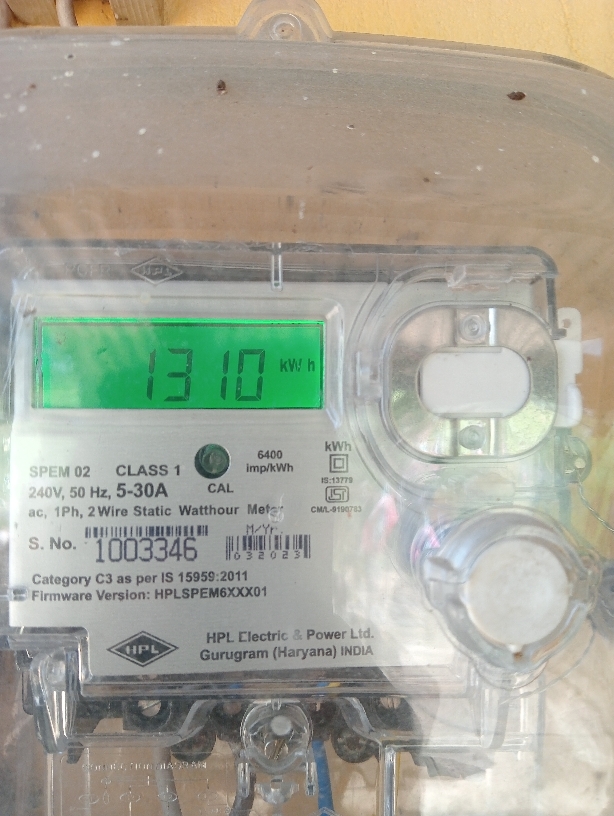 HPL
1310 kWh
SPEM 02 CLASS 1
6400 imp/kWh
kWh
240V, 50 Hz, 5-30A
CAL
IS:13779
ac, 1Ph, 2 Wire Static Watthour Meter
CM/L-9190783
M/Yr
S. No. 1003346
032023
Category C3 as per IS 15959:2011
Firmware Version: HPLSPEM6XXX01
HPL
HPL Electric & Power Ltd.
Gurugram (Haryana) INDIA